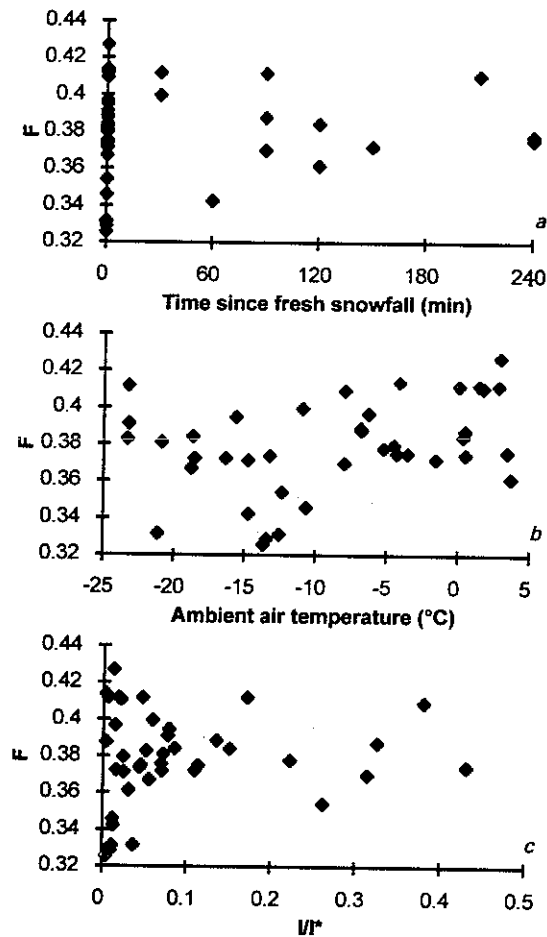 0.44
0.42
0.4
F 0.38
0.36
0.34
0.32
a
0 60 120 180 240
Time since fresh snowfall (min)
0.44
0.42
0.4
F 0.38
0.36
0.34
0.32
b
-25 -20 -15 -10 -5 0 5
Ambient air temperature (°C)
0.44
0.42
0.4
F 0.38
0.36
0.34
0.32
c
0 0.1 0.2 0.3 0.4 0.5
I/I*